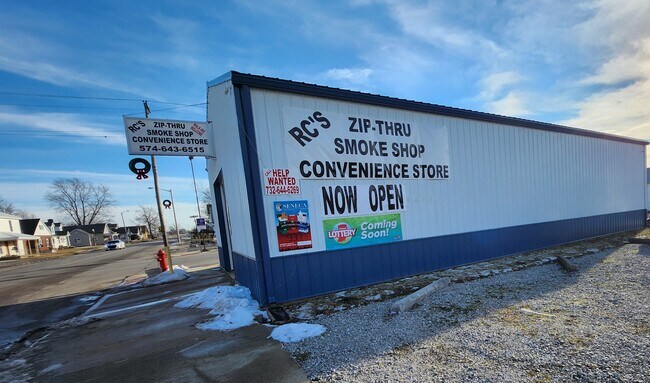 RC'S
ZIP-THRU
SMOKE SHOP
CONVENIENCE STORE
574-643-6515
RC'S
ZIP-THRU
SMOKE SHOP
CONVENIENCE STORE
NOW OPEN
HELP
WANTED
732-644-6269
SENECA
LOTTERY
Coming
Soon!